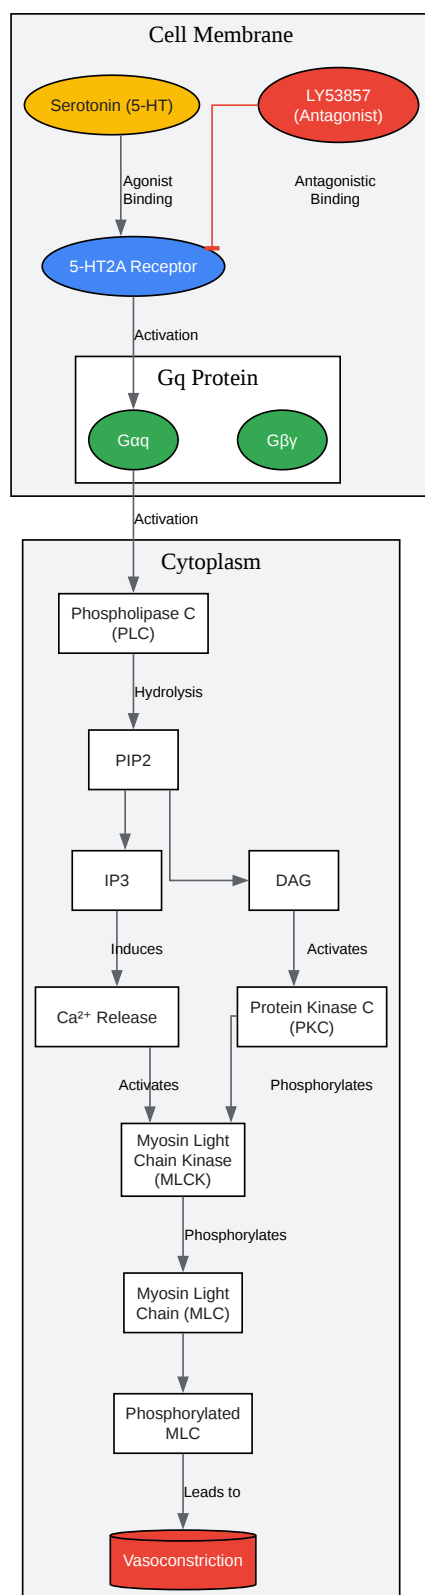 Cell Membrane
Serotonin (5-HT)
LY53857
(Antagonist)
Agonist
Binding
Antagonistic
Binding
5-HT2A Receptor
Activation
Gq Protein
Gαq
Gβγ
Activation
Cytoplasm
Phospholipase C
(PLC)
Hydrolysis
PIP2
IP3
DAG
Induces
Activates
Ca²⁺ Release
Protein Kinase C
(PKC)
Activates
Phosphorylates
Myosin Light
Chain Kinase
(MLCK)
Phosphorylates
Myosin Light
Chain (MLC)
Phosphorylated
MLC
Leads to
Vasoconstriction